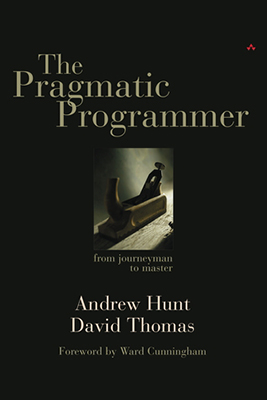 The
Pragmatic
Programmer
from journeyman
to master
Andrew Hunt
David Thomas
Foreword by Ward Cunningham